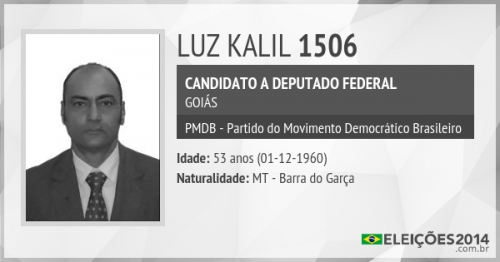 LUZ KALIL 1506
CANDIDATO A DEPUTADO FEDERAL
GOIÁS
PMDB - Partido do Movimento Democrático Brasileiro
Idade: 53 anos (01-12-1960)
Naturalidade: MT - Barra do Garça
ELEIÇÕES2014
.com.br